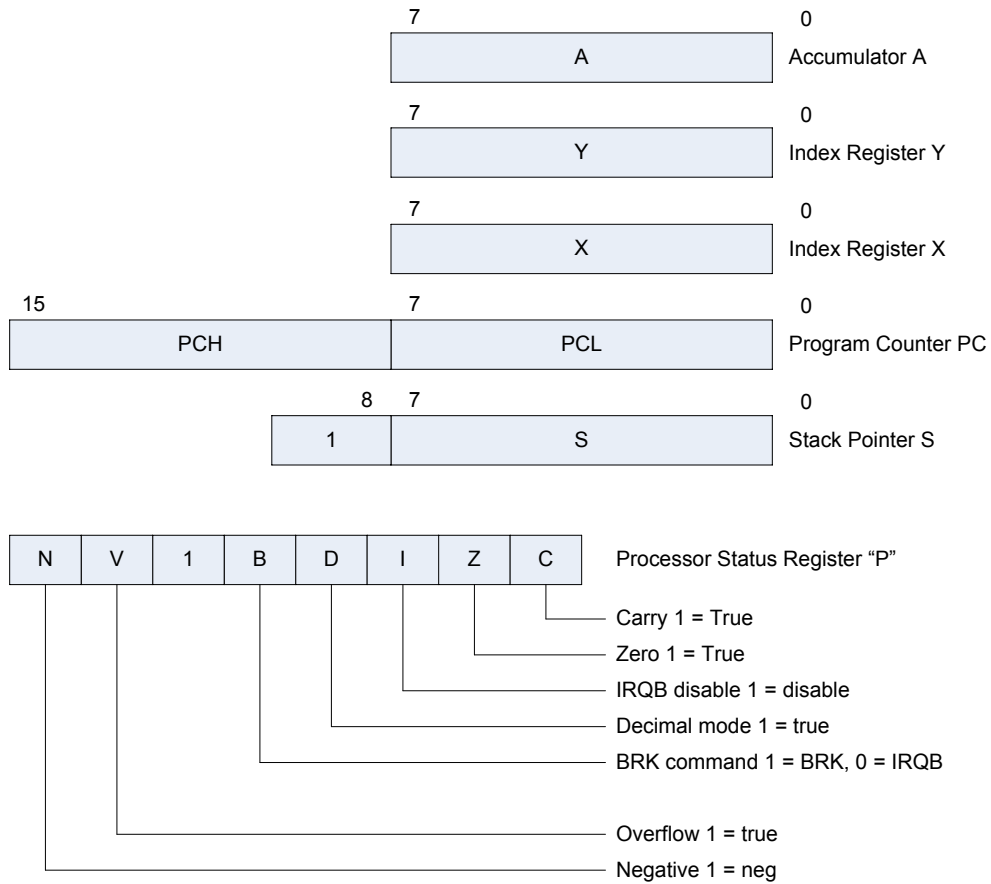 7 0
A Accumulator A
7 0
Y Index Register Y
7 0
X Index Register X
15 7 0
PCH PCL Program Counter PC
8 7 0
1 S Stack Pointer S
N V 1 B D I Z C Processor Status Register “P”
Carry 1 = True
Zero 1 = True
IRQB disable 1 = disable
Decimal mode 1 = true
BRK command 1 = BRK, 0 = IRQB
Overflow 1 = true
Negative 1 = neg